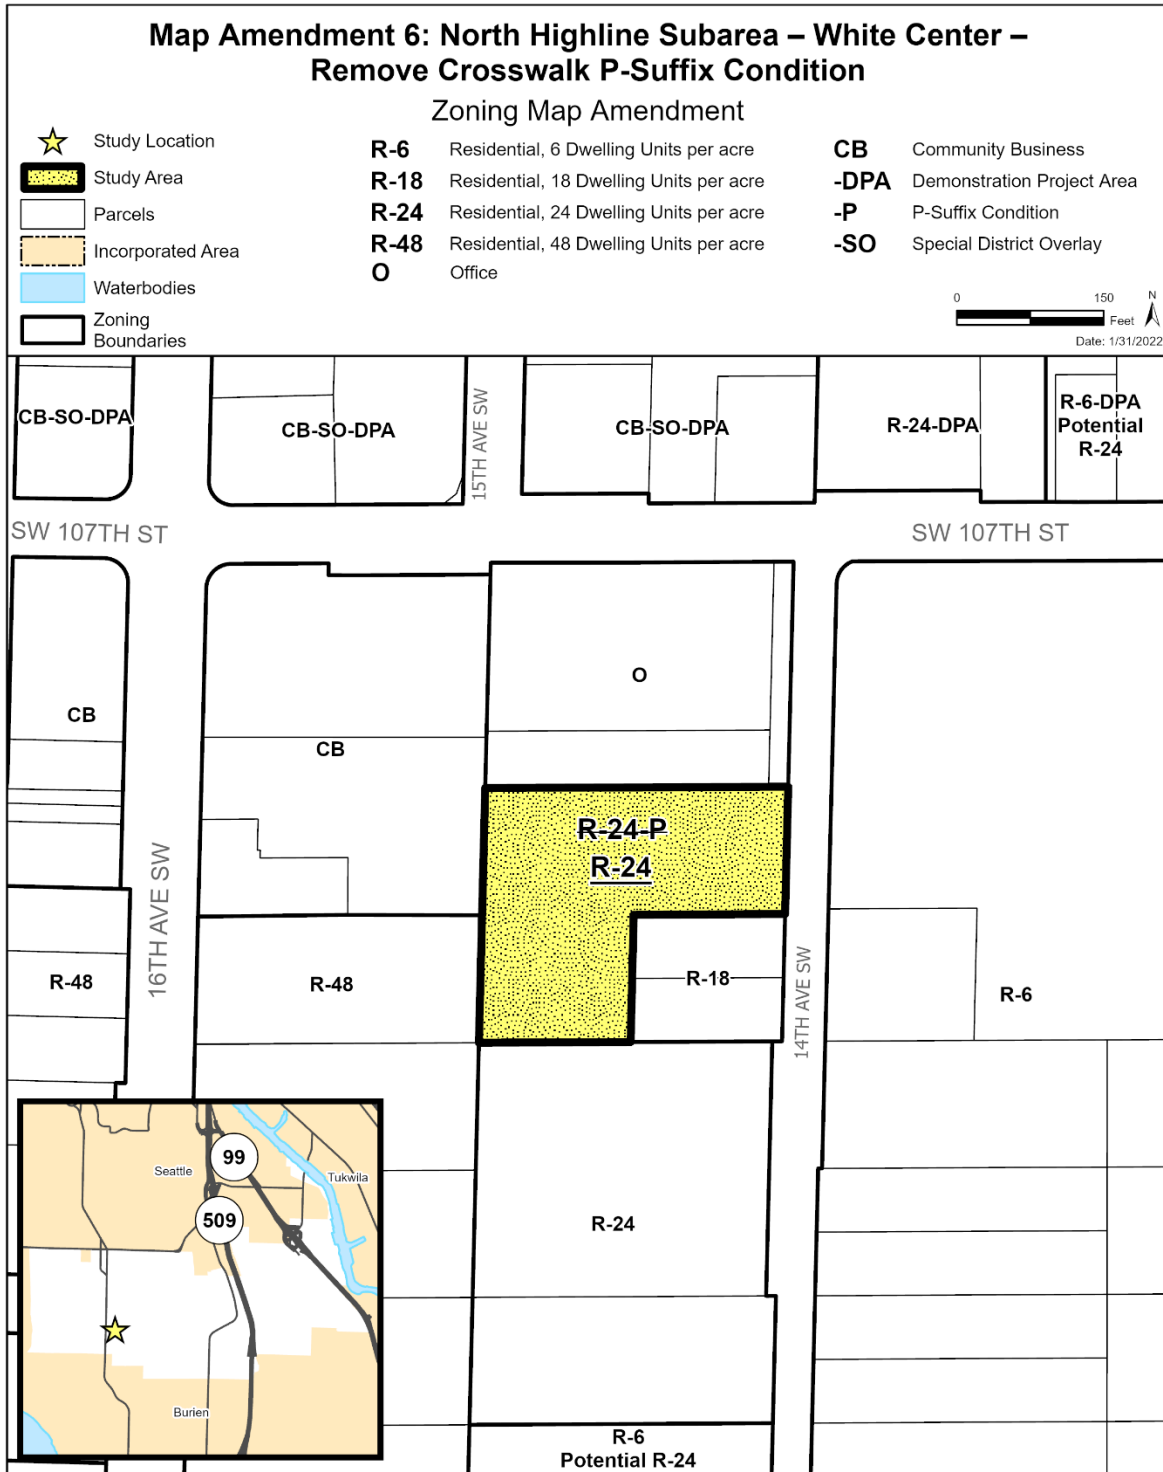 Map Amendment 6: North Highline Subarea – White Center –
Remove Crosswalk P-Suffix Condition
Zoning Map Amendment
Study Location
Study Area
Parcels
Incorporated Area
Waterbodies
Zoning
Boundaries
R-6 Residential, 6 Dwelling Units per acre
R-18 Residential, 18 Dwelling Units per acre
R-24 Residential, 24 Dwelling Units per acre
R-48 Residential, 48 Dwelling Units per acre
O Office
CB Community Business
-DPA Demonstration Project Area
-P P-Suffix Condition
-SO Special District Overlay
0 150
Feet
N
Date: 1/31/2022
CB-SO-DPA
CB-SO-DPA
15TH AVE SW
CB-SO-DPA
R-24-DPA
R-6-DPA
Potential
R-24
SW 107TH ST
SW 107TH ST
CB
CB
O
R-24-P
R-24
16TH AVE SW
R-48
R-48
R-18
14TH AVE SW
R-6
Seattle
99
Tukwila
509
Burien
R-24
R-6
Potential R-24